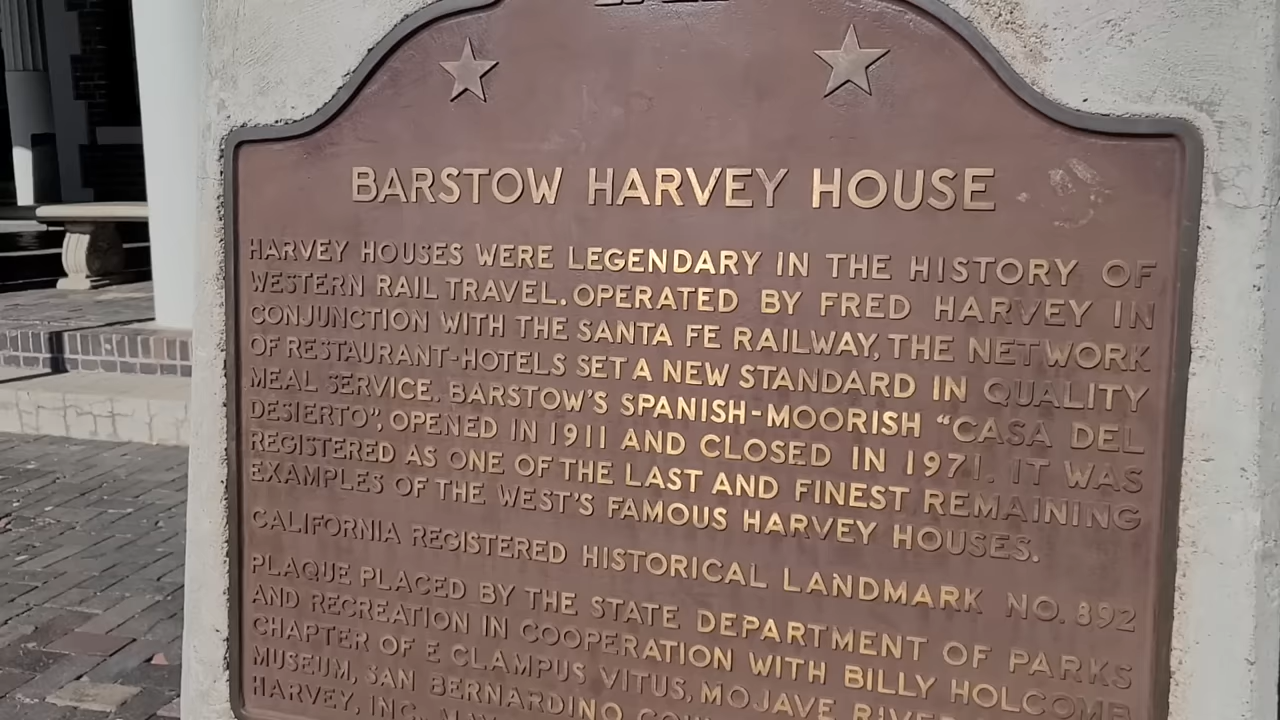 BARSTOW HARVEY HOUSE
HARVEY HOUSES WERE LEGENDARY IN THE HISTORY OF
WESTERN RAIL TRAVEL. OPERATED BY FRED HARVEY IN
CONJUNCTION WITH THE SANTA FE RAILWAY, THE NETWORK
OF RESTAURANT-HOTELS SET A NEW STANDARD IN QUALITY
MEAL SERVICE. BARSTOW'S SPANISH-MOORISH "CASA DEL
DESIERTO", OPENED IN 1911 AND CLOSED IN 1971. IT WAS
REGISTERED AS ONE OF THE LAST AND FINEST REMAINING
EXAMPLES OF THE WEST'S FAMOUS HARVEY HOUSES.
CALIFORNIA REGISTERED HISTORICAL LANDMARK NO. 892
PLAQUE PLACED BY THE STATE DEPARTMENT OF PARKS
AND RECREATION IN COOPERATION WITH BILLY HOLCOMB
CHAPTER OF E CLAMPUS VITUS, MOJAVE RIVER
MUSEUM, SAN BERNARDINO
HARVEY, INC.